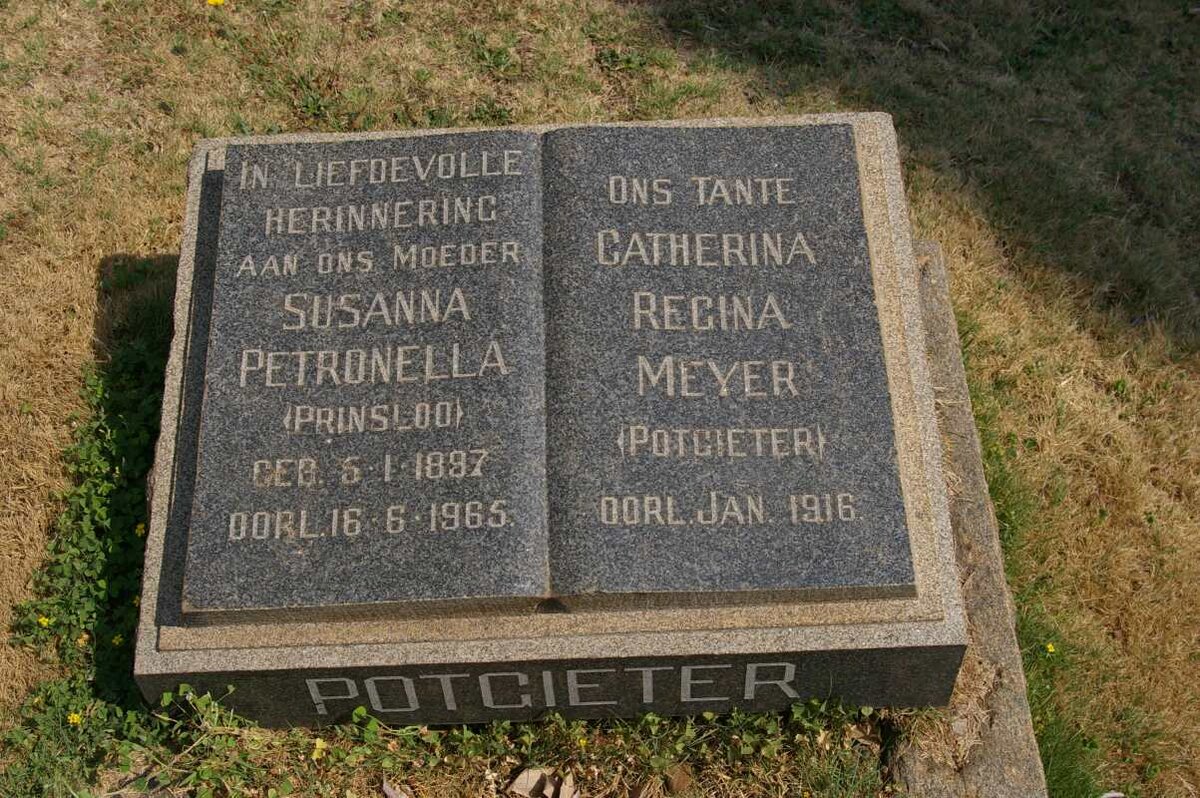 IN LIEFDEVOLLE
HERINNERING
AAN ONS MOEDER
SUSANNA
PETRONELLA
(PRINSLOO)
GEB. 5·1·1897
OORL. 16·6·1965.
ONS TANTE
CATHERINA
REGINA
MEYER
(POTGIETER)
OORL. JAN. 1916.
POTGIETER